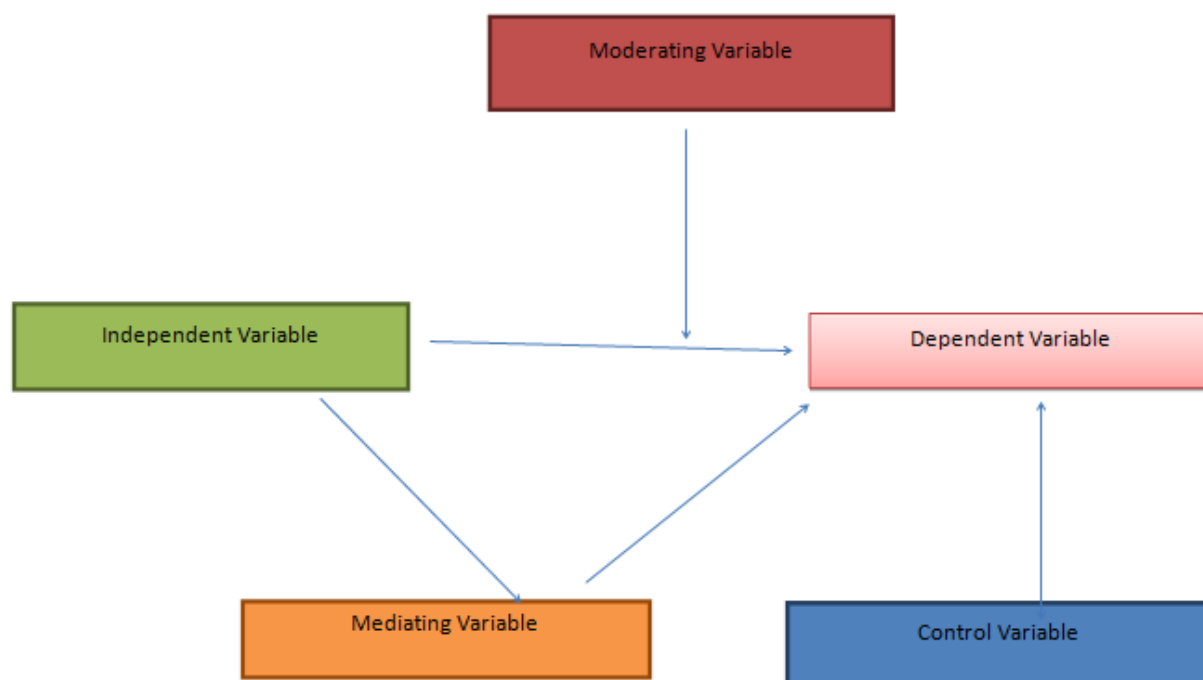 Moderating Variable
Independent Variable
Dependent Variable
Mediating Variable
Control Variable